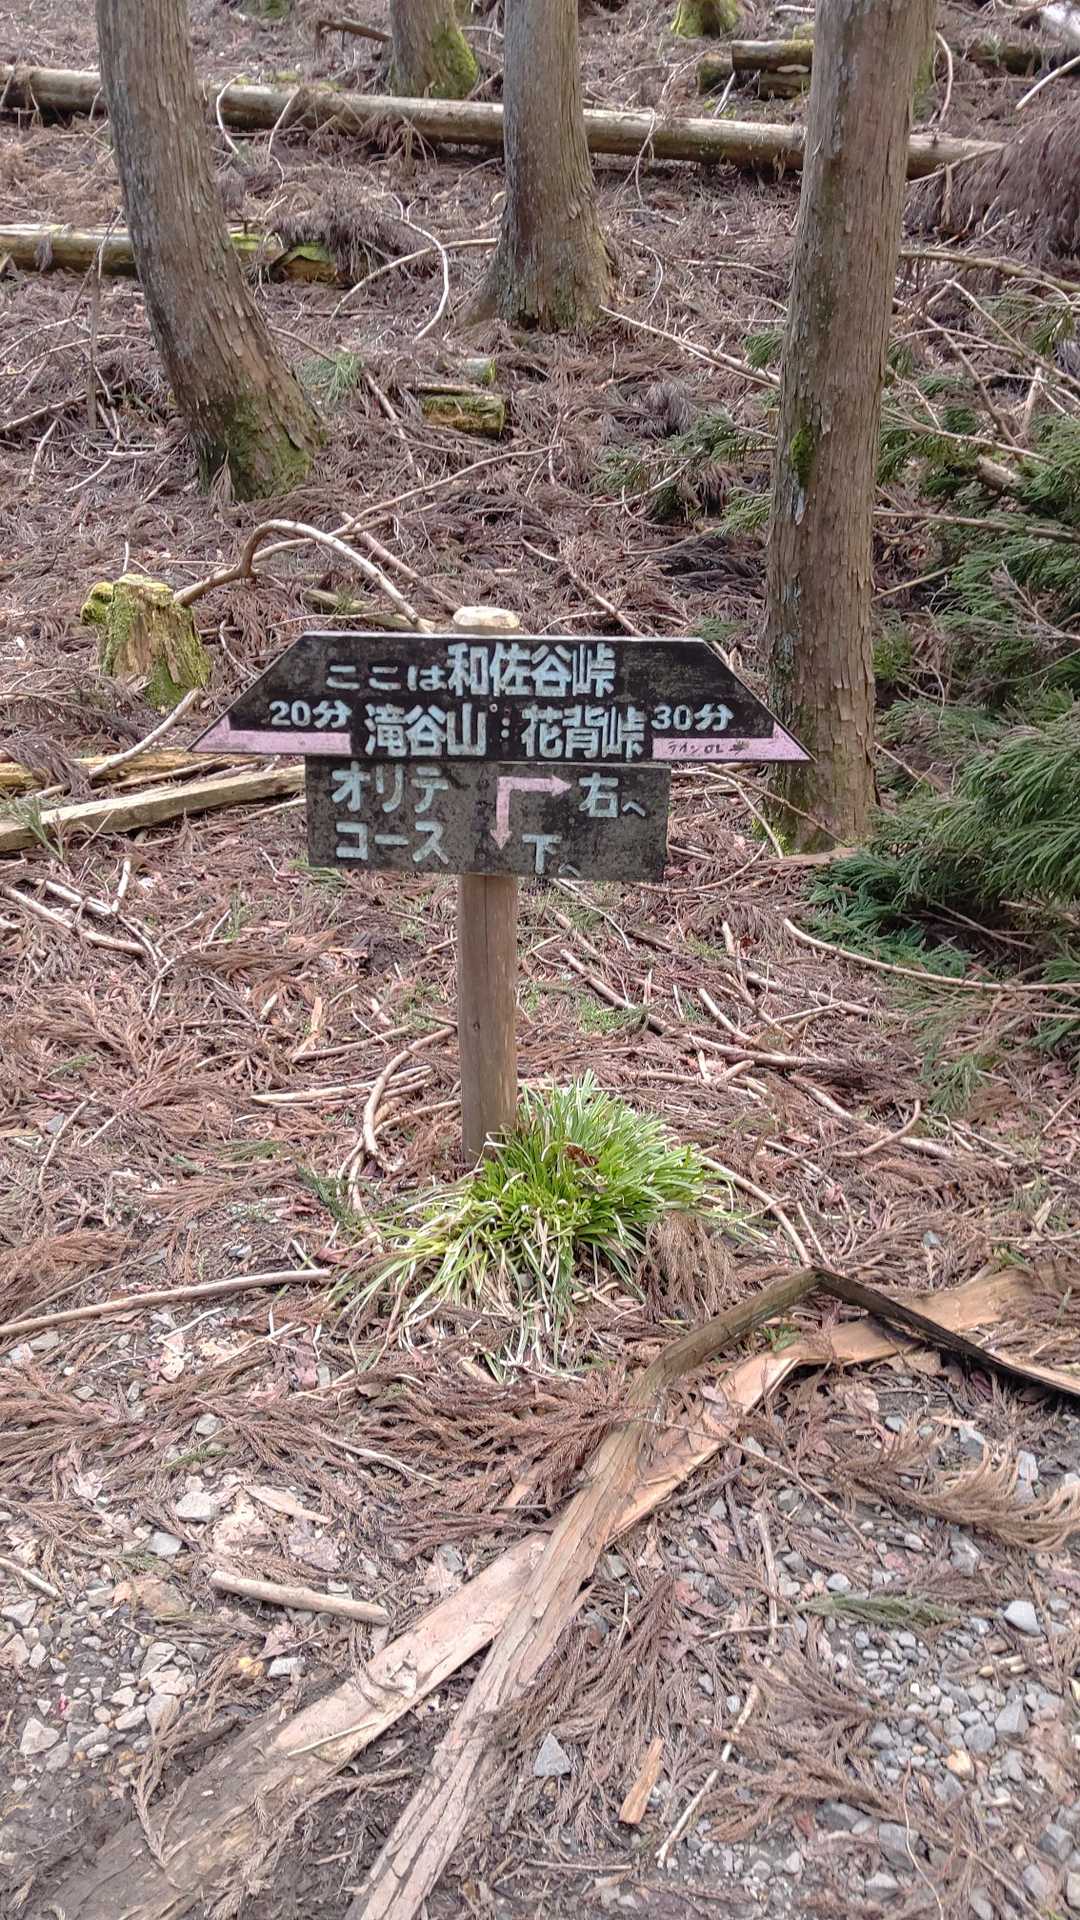 ここは和佐谷峠
20分 滝谷山：花背峠 30分
オリテ 右へ
コース 下へ